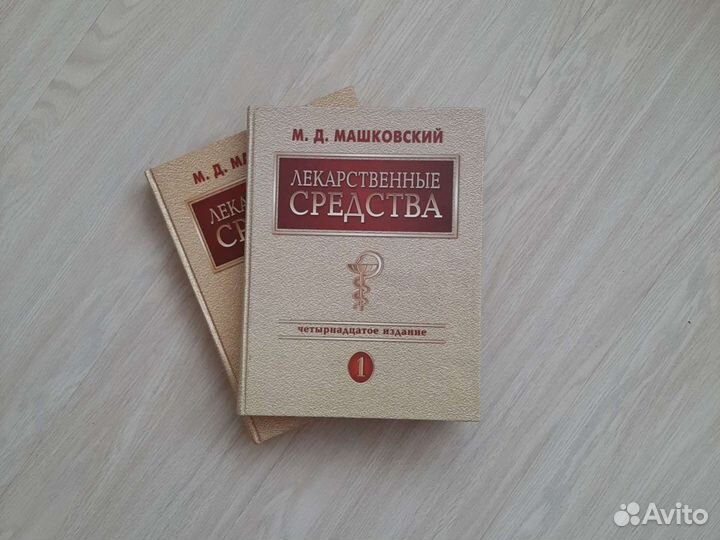 М. Д. МАШКОВСКИЙ
ЛЕКАРСТВЕННЫЕ
СРЕДСТВА
четырнадцатое издание
1
М. Д. МА
ЛЕКА
СР
Avito